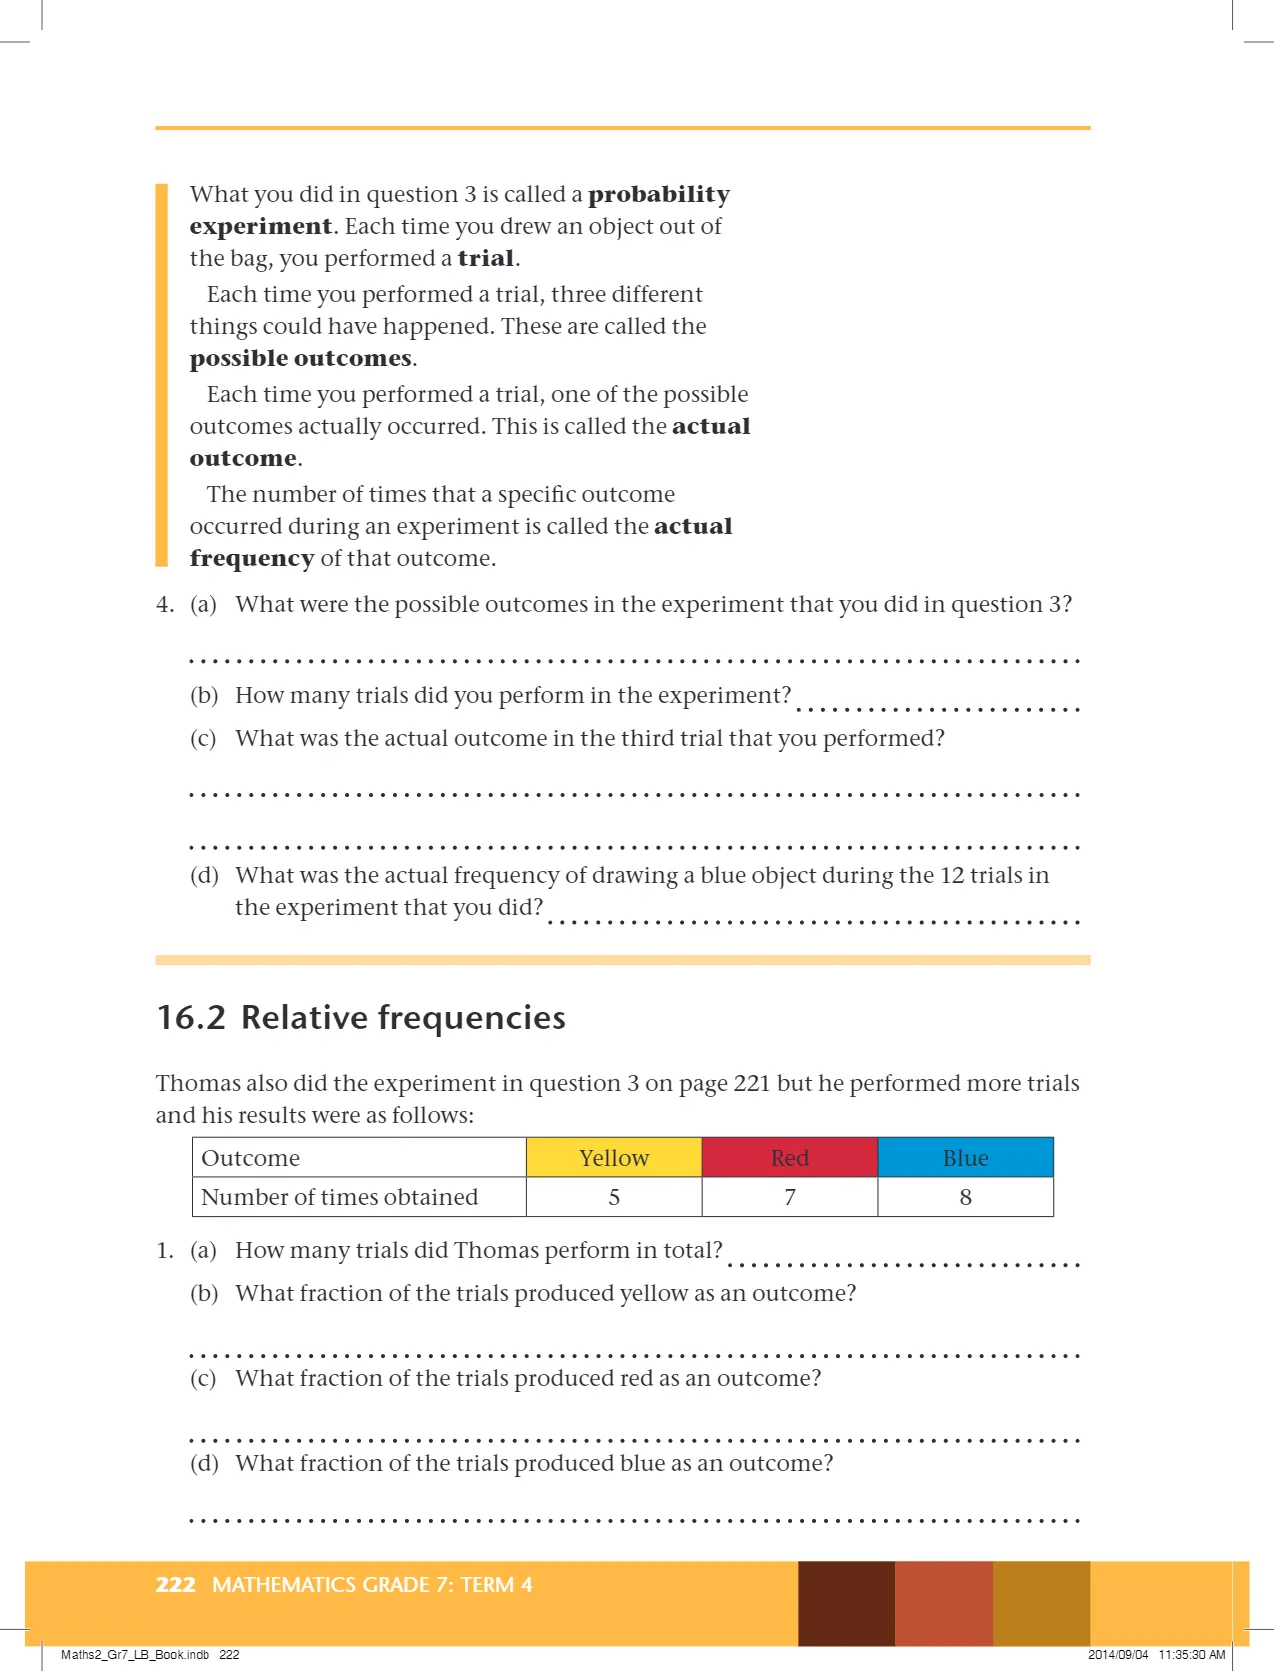 What you did in question 3 is called a probability
experiment. Each time you drew an object out of
the bag, you performed a trial.
Each time you performed a trial, three different
things could have happened. These are called the
possible outcomes.
Each time you performed a trial, one of the possible
outcomes actually occurred. This is called the actual
outcome.
The number of times that a specific outcome
occurred during an experiment is called the actual
frequency of that outcome.
4. (a) What were the possible outcomes in the experiment that you did in question 3?
(b) How many trials did you perform in the experiment?
(c) What was the actual outcome in the third trial that you performed?
(d) What was the actual frequency of drawing a blue object during the 12 trials in
the experiment that you did?
16.2 Relative frequencies
Thomas also did the experiment in question 3 on page 221 but he performed more trials
and his results were as follows:
Outcome Yellow Red Blue
Number of times obtained 5 7 8
1. (a) How many trials did Thomas perform in total?
(b) What fraction of the trials produced yellow as an outcome?
(c) What fraction of the trials produced red as an outcome?
(d) What fraction of the trials produced blue as an outcome?
222 MATHEMATICS GRADE 7: TERM 4
Maths2_Gr7_LB_Book.indb 222 2014/09/04 11:35:30 AM